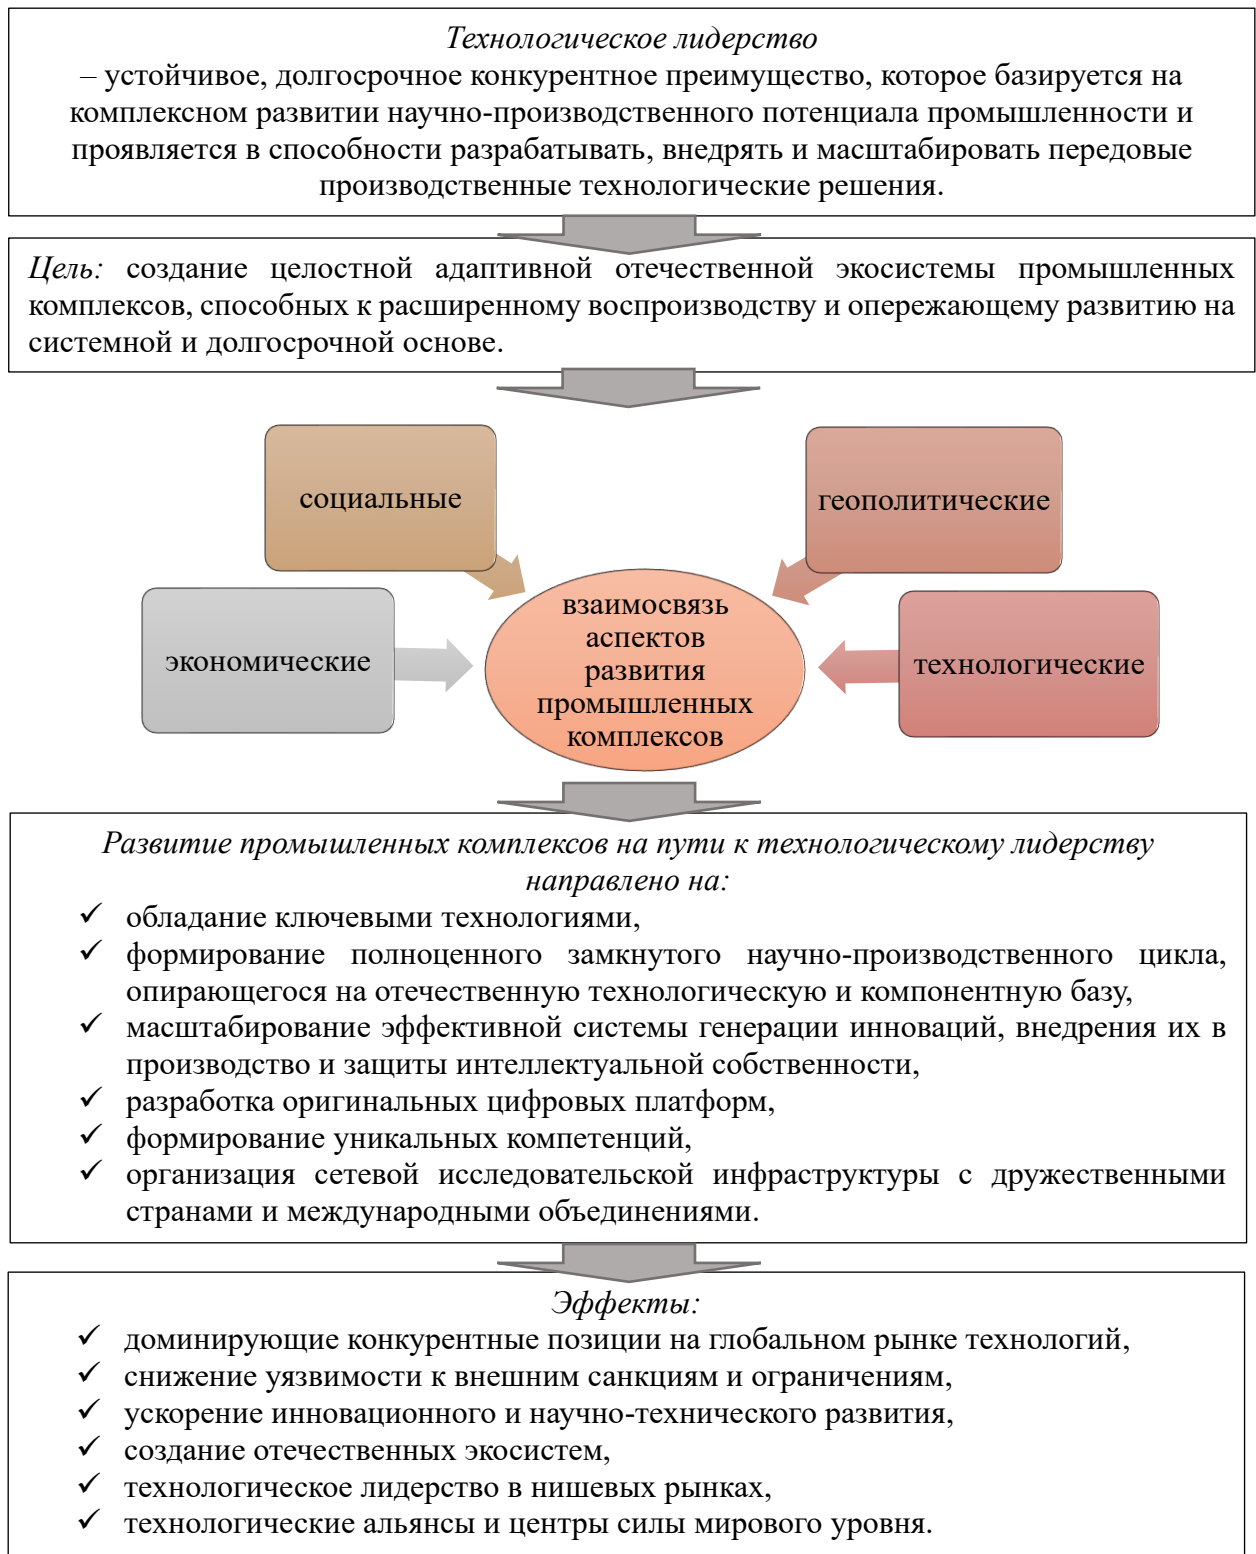 Технологическое лидерство
– устойчивое, долгосрочное конкурентное преимущество, которое базируется на
комплексном развитии научно-производственного потенциала промышленности и
проявляется в способности разрабатывать, внедрять и масштабировать передовые
производственные технологические решения.
Цель: создание целостной адаптивной отечественной экосистемы промышленных
комплексов, способных к расширенному воспроизводству и опережающему развитию на
системной и долгосрочной основе.
социальные
геополитические
экономические
взаимосвязь
аспектов
развития
промышленных
комплексов
технологические
Развитие промышленных комплексов на пути к технологическому лидерству
направлено на:
✓ обладание ключевыми технологиями,
✓ формирование полноценного замкнутого научно-производственного цикла,
опирающегося на отечественную технологическую и компонентную базу,
✓ масштабирование эффективной системы генерации инноваций, внедрения их в
производство и защиты интеллектуальной собственности,
✓ разработка оригинальных цифровых платформ,
✓ формирование уникальных компетенций,
✓ организация сетевой исследовательской инфраструктуры с дружественными
странами и международными объединениями.
Эффекты:
✓ доминирующие конкурентные позиции на глобальном рынке технологий,
✓ снижение уязвимости к внешним санкциям и ограничениям,
✓ ускорение инновационного и научно-технического развития,
✓ создание отечественных экосистем,
✓ технологическое лидерство в нишевых рынках,
✓ технологические альянсы и центры силы мирового уровня.